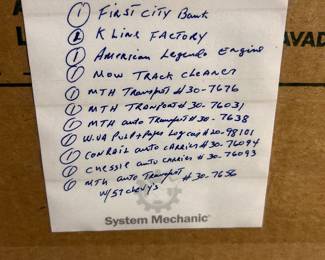 ① First City Bank
② K Line Factory
① American Legends Engine
① Mow Track Cleaner
① MTH Transport #30-7676
① MTH Transport #30-76031
① MTH auto Transport #30-7638
① W.VA Pulp & Paper Log car #20-98101
① Conrail auto carrier #30-76094
① Chessie auto carrier #30-76093
① MTH auto Transport #30-7656
w/57 chevy's
System Mechanic
AVAD